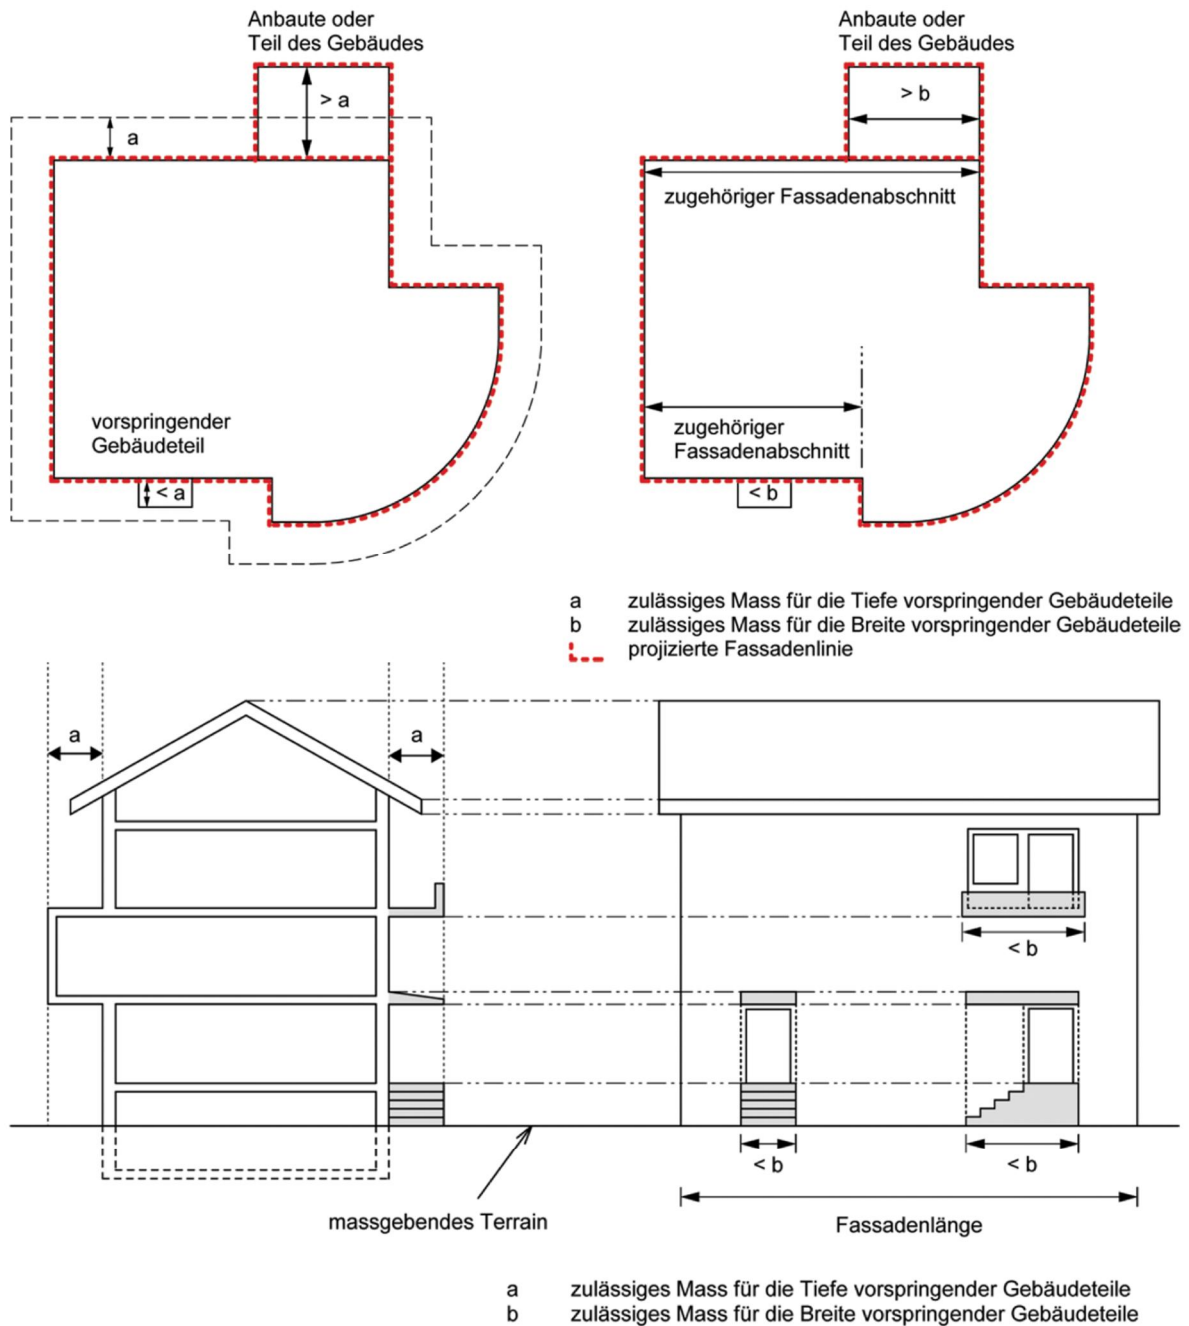 Anbaute oder
Teil des Gebäudes
> a
a
vorspringender
Gebäudeteil
< a
Anbaute oder
Teil des Gebäudes
> b
zugehöriger Fassadenabschnitt
zugehöriger
Fassadenabschnitt
< b
a zulässiges Mass für die Tiefe vorspringender Gebäudeteile
b zulässiges Mass für die Breite vorspringender Gebäudeteile
projizierte Fassadenlinie
a
a
< b
< b
< b
massgebendes Terrain
Fassadenlänge
a zulässiges Mass für die Tiefe vorspringender Gebäudeteile
b zulässiges Mass für die Breite vorspringender Gebäudeteile